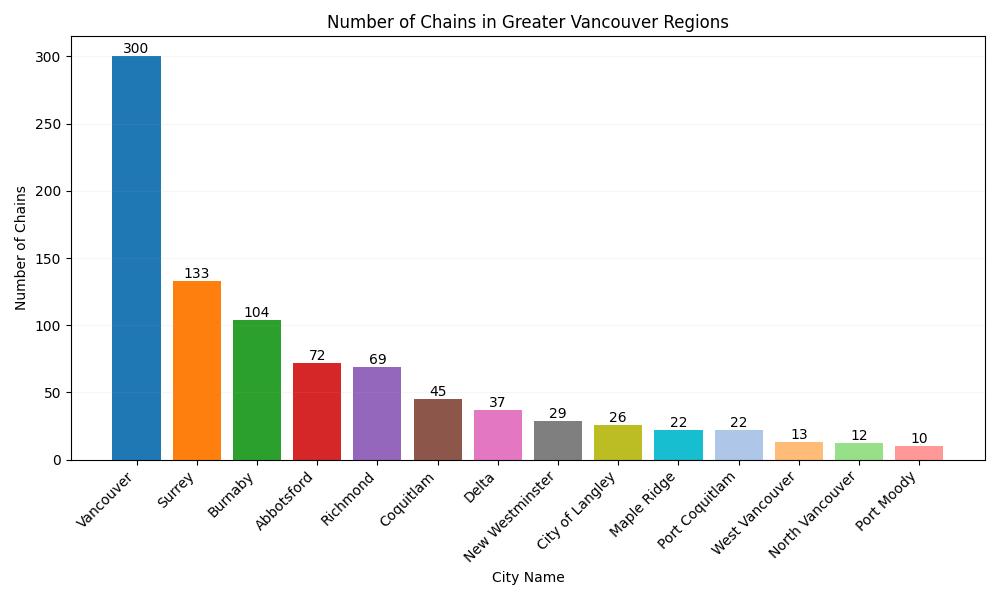 Number of Chains in Greater Vancouver Regions
Number of Chains
300
250
200
150
100
50
0
300
133
104
72
69
45
37
29
26
22
22
13
12
10
Vancouver
Surrey
Burnaby
Abbotsford
Richmond
Coquitlam
Delta
New Westminster
City of Langley
Maple Ridge
Port Coquitlam
West Vancouver
North Vancouver
Port Moody
City Name